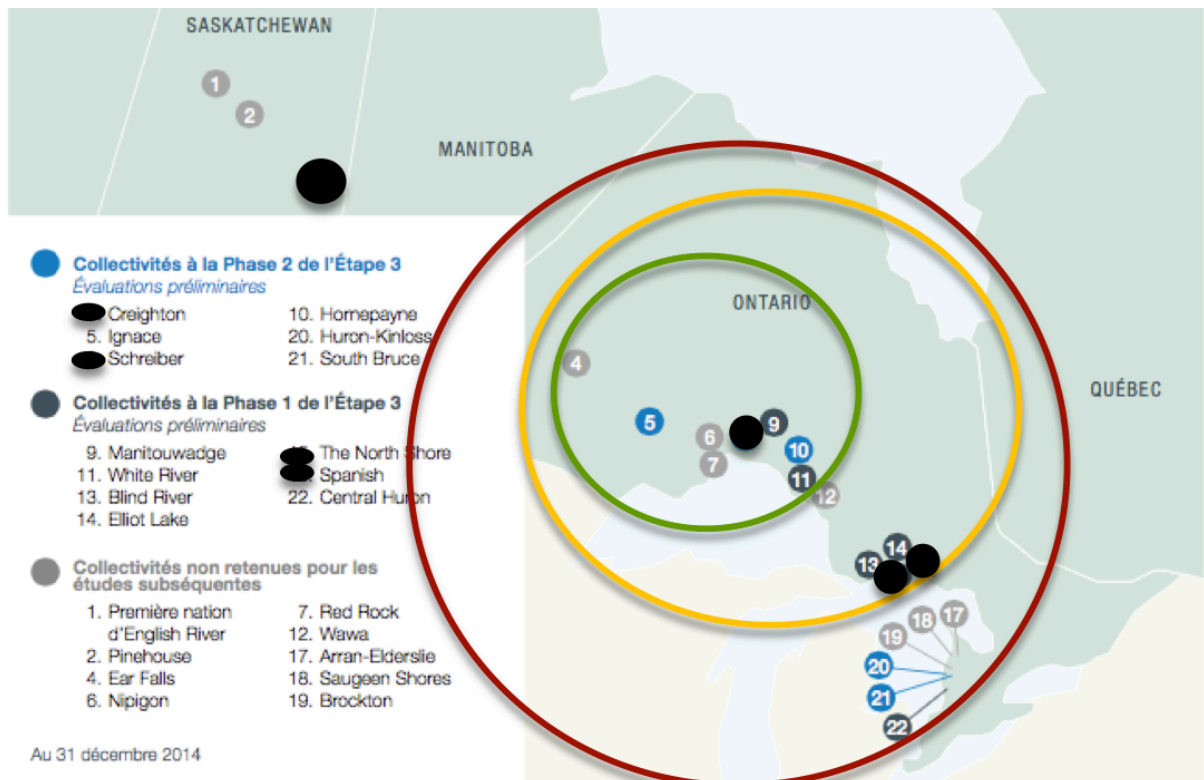 SASKATCHEWAN
1
2
MANITOBA
ONTARIO
QUÉBEC
4
5
6
7
9
10
11
12
13
14
17
18
19
20
21
22
Collectivités à la Phase 2 de l'Étape 3
Évaluations préliminaires
Creighton
5. Ignace
Schreiber
10. Hornepayne
20. Huron-Kinloss
21. South Bruce
Collectivités à la Phase 1 de l'Étape 3
Évaluations préliminaires
9. Manitouwadge
11. White River
13. Blind River
14. Elliot Lake
The North Shore
Spanish
22. Central Huron
Collectivités non retenues pour les
études subséquentes
1. Première nation
d'English River
2. Pinehouse
4. Ear Falls
6. Nipigon
7. Red Rock
12. Wawa
17. Arran-Elderslie
18. Saugeen Shores
19. Brockton
Au 31 décembre 2014